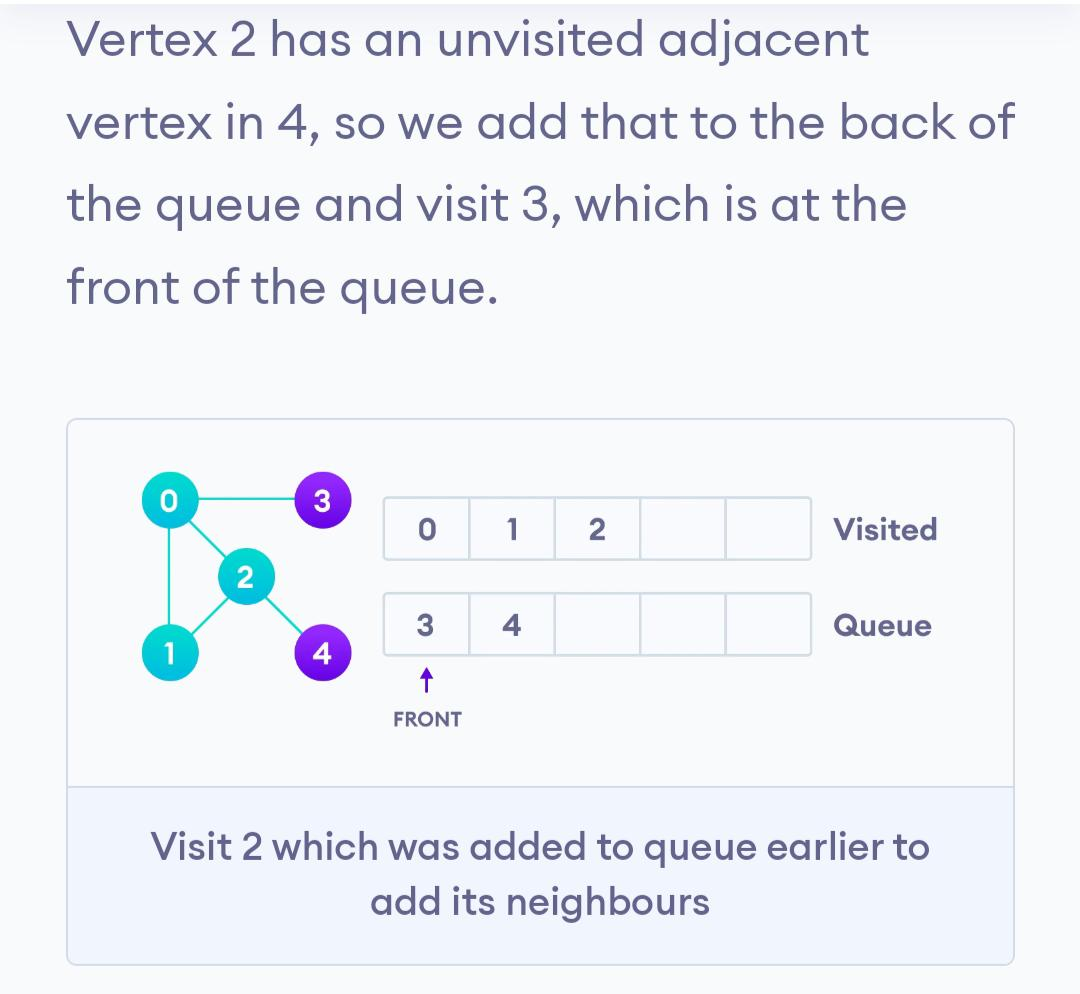 Vertex 2 has an unvisited adjacent
vertex in 4, so we add that to the back of
the queue and visit 3, which is at the
front of the queue.
0 3
0 1 2 Visited
2
3 4 Queue
1 4
FRONT
Visit 2 which was added to queue earlier to
add its neighbours